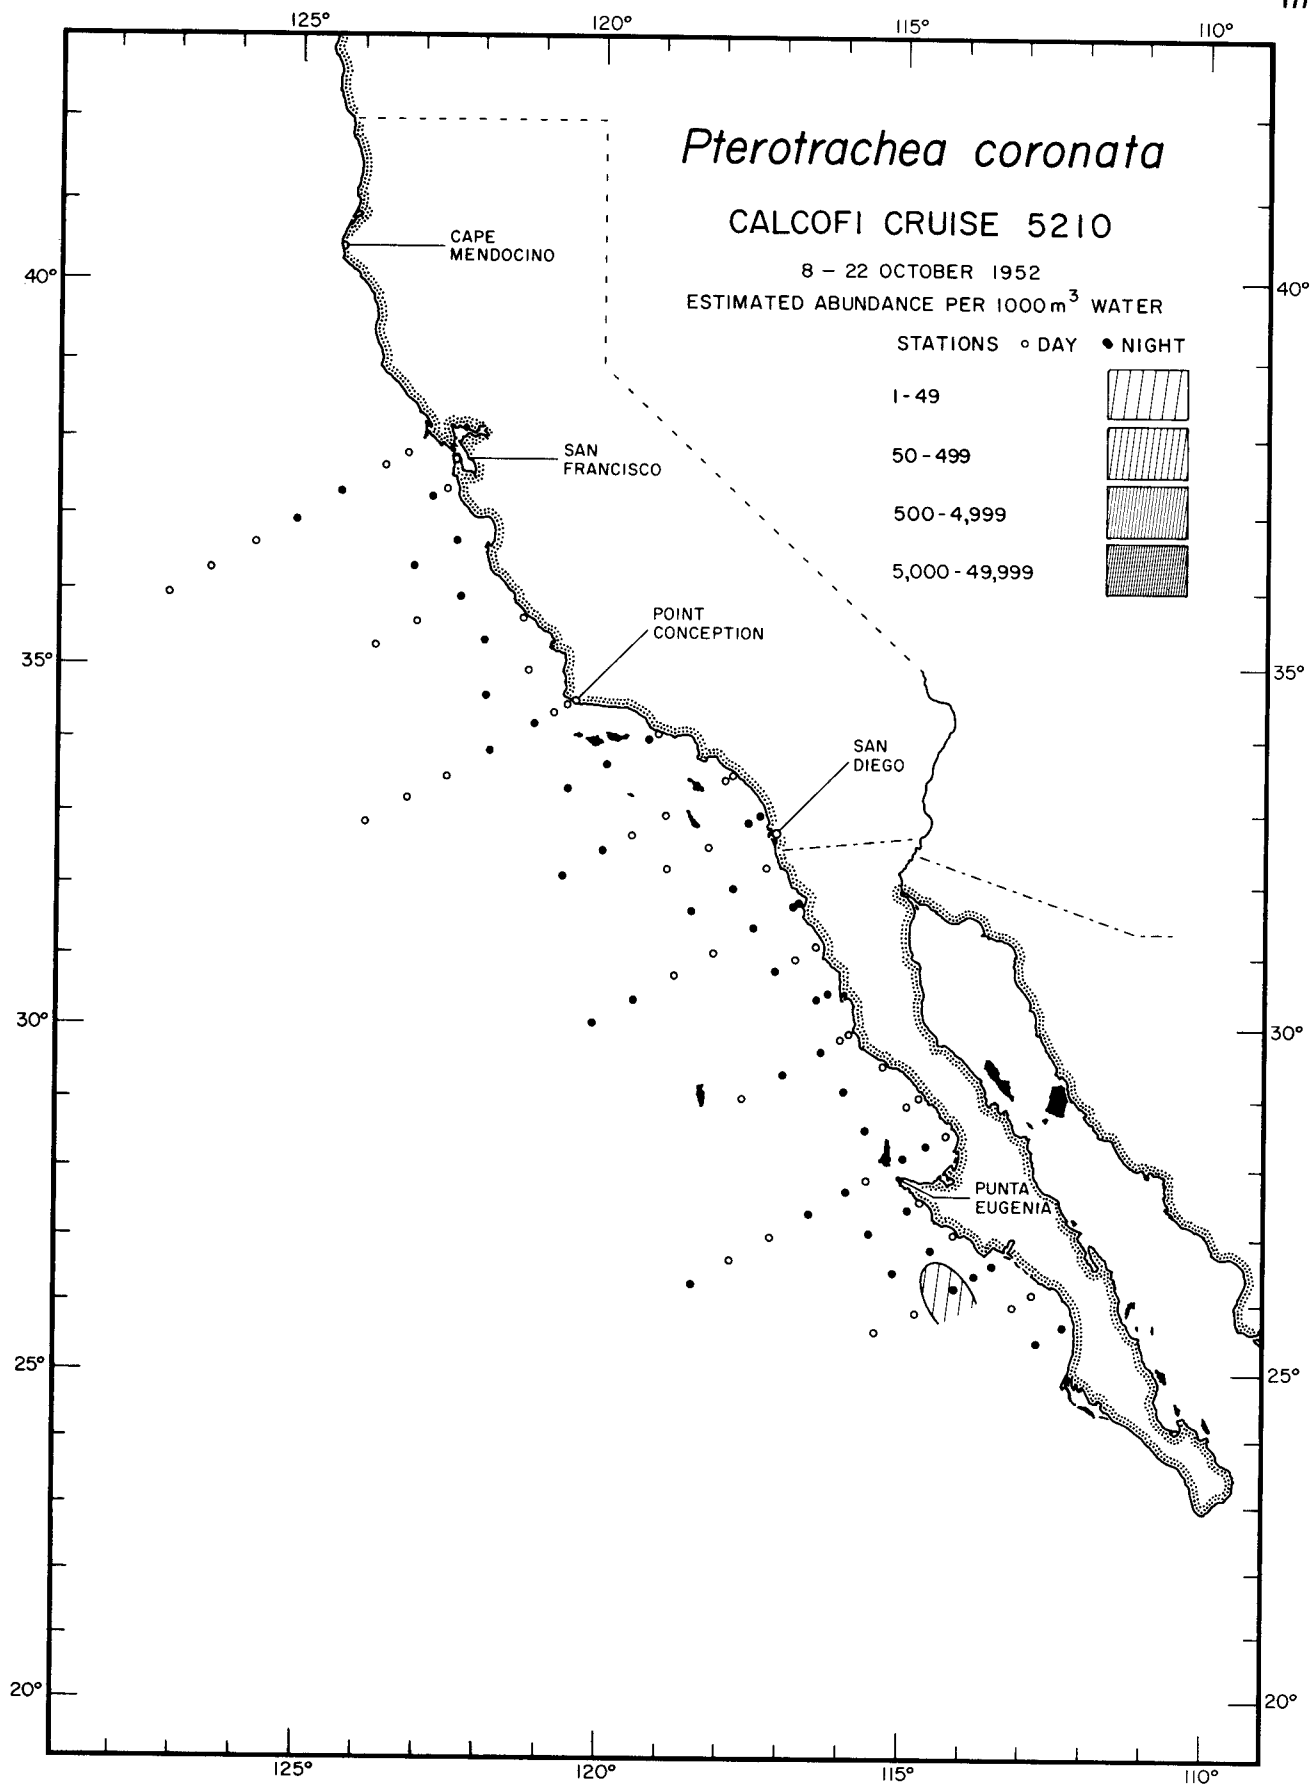 125° 120° 115° 110°
Pterotrachea coronata
CALCOFI CRUISE 5210
8 – 22 OCTOBER 1952
ESTIMATED ABUNDANCE PER 1000 m³ WATER
STATIONS ○ DAY ● NIGHT
1 - 49
50 - 499
500 - 4,999
5,000 - 49,999
CAPE
MENDOCINO
40° 40°
SAN
FRANCISCO
POINT
CONCEPTION
35° 35°
SAN
DIEGO
30° 30°
PUNTA
EUGENIA
25° 25°
20° 20°
125° 120° 115° 110°